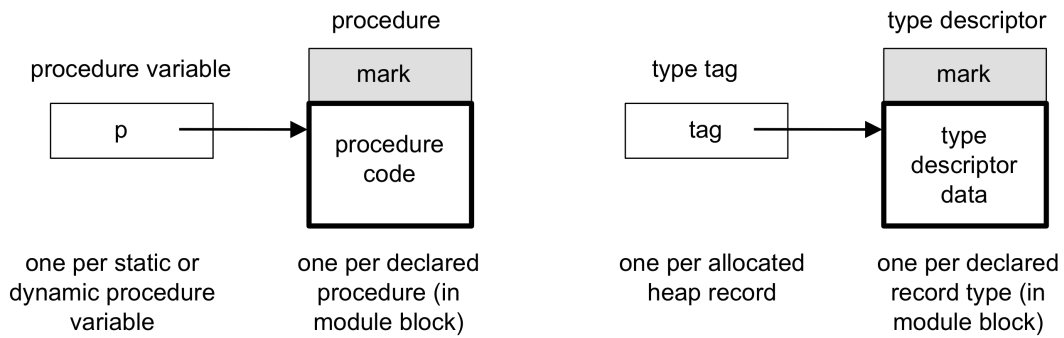 procedure
procedure variable
mark
p
procedure
code
one per static or
dynamic procedure
variable
one per declared
procedure (in
module block)
type descriptor
type tag
mark
tag
type
descriptor
data
one per allocated
heap record
one per declared
record type (in
module block)